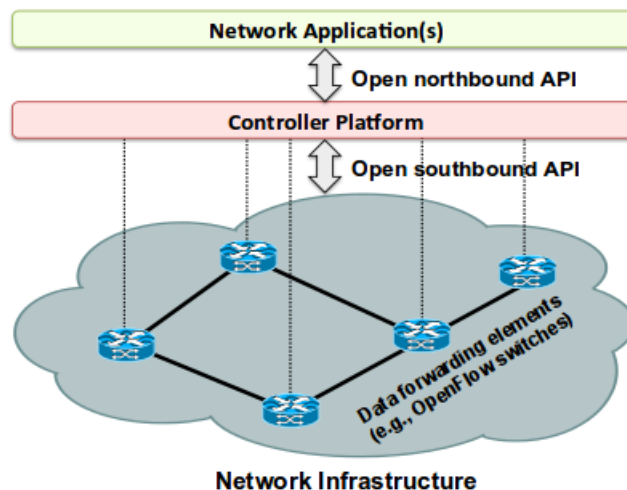 Network Application(s)
Open northbound API
Controller Platform
Open southbound API
Data forwarding elements
(e.g., OpenFlow switches)
Network Infrastructure